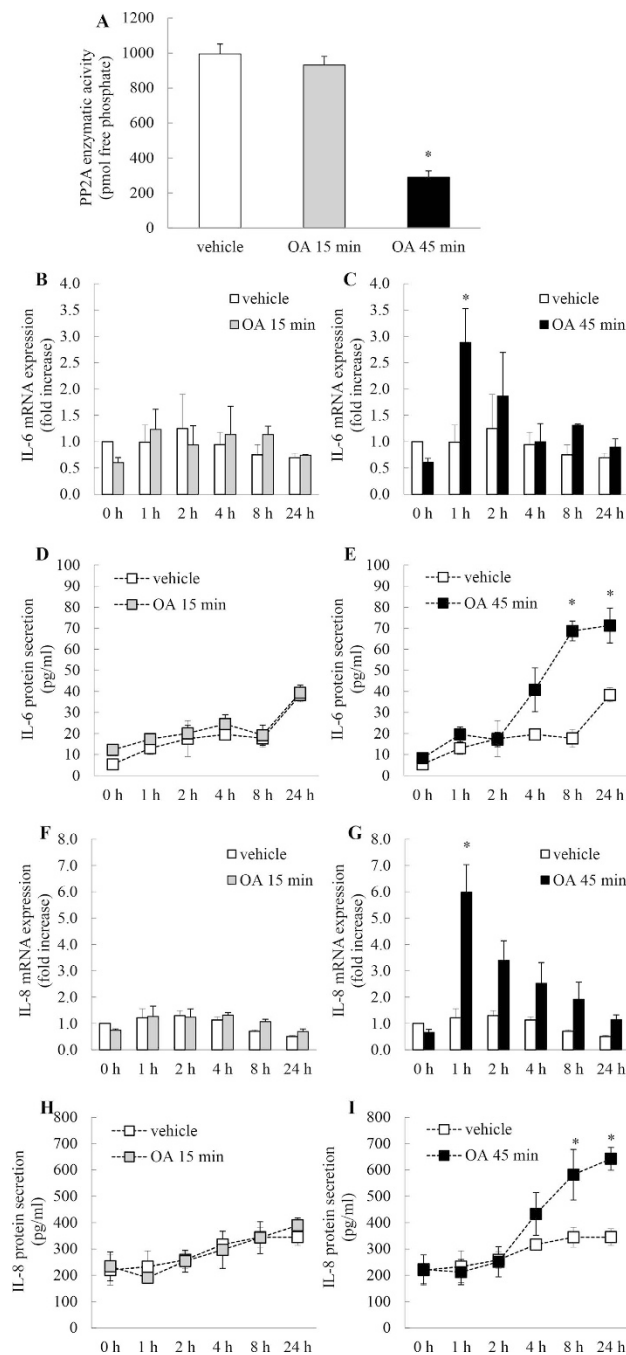 A
PP2A enzymatic acivity
(pmol free phosphate)
1200
1000
800
600
400
200
0
*
vehicle OA 15 min OA 45 min
B
IL-6 mRNA expression
(fold increase)
4.0
3.5
3.0
2.5
2.0
1.5
1.0
0.5
0.0
vehicle
OA 15 min
0 h 1 h 2 h 4 h 8 h 24 h
C
IL-6 mRNA expression
(fold increase)
4.0
3.5
3.0
2.5
2.0
1.5
1.0
0.5
0.0
*
vehicle
OA 45 min
0 h 1 h 2 h 4 h 8 h 24 h
D
IL-6 protein secretion
(pg/ml)
100
90
80
70
60
50
40
30
20
10
0
vehicle
OA 15 min
0 h 1 h 2 h 4 h 8 h 24 h
E
IL-6 protein secretion
(pg/ml)
100
90
80
70
60
50
40
30
20
10
0
vehicle
OA 45 min
* *
0 h 1 h 2 h 4 h 8 h 24 h
F
IL-8 mRNA expression
(fold increase)
8.0
7.0
6.0
5.0
4.0
3.0
2.0
1.0
0.0
vehicle
OA 15 min
0 h 1 h 2 h 4 h 8 h 24 h
G
IL-8 mRNA expression
(fold increase)
8.0
7.0
6.0
5.0
4.0
3.0
2.0
1.0
0.0
*
vehicle
OA 45 min
0 h 1 h 2 h 4 h 8 h 24 h
H
IL-8 protein secretion
(pg/ml)
800
700
600
500
400
300
200
100
0
vehicle
OA 15 min
0 h 1 h 2 h 4 h 8 h 24 h
I
IL-8 protein secretion
(pg/ml)
800
700
600
500
400
300
200
100
0
vehicle
OA 45 min
* *
0 h 1 h 2 h 4 h 8 h 24 h